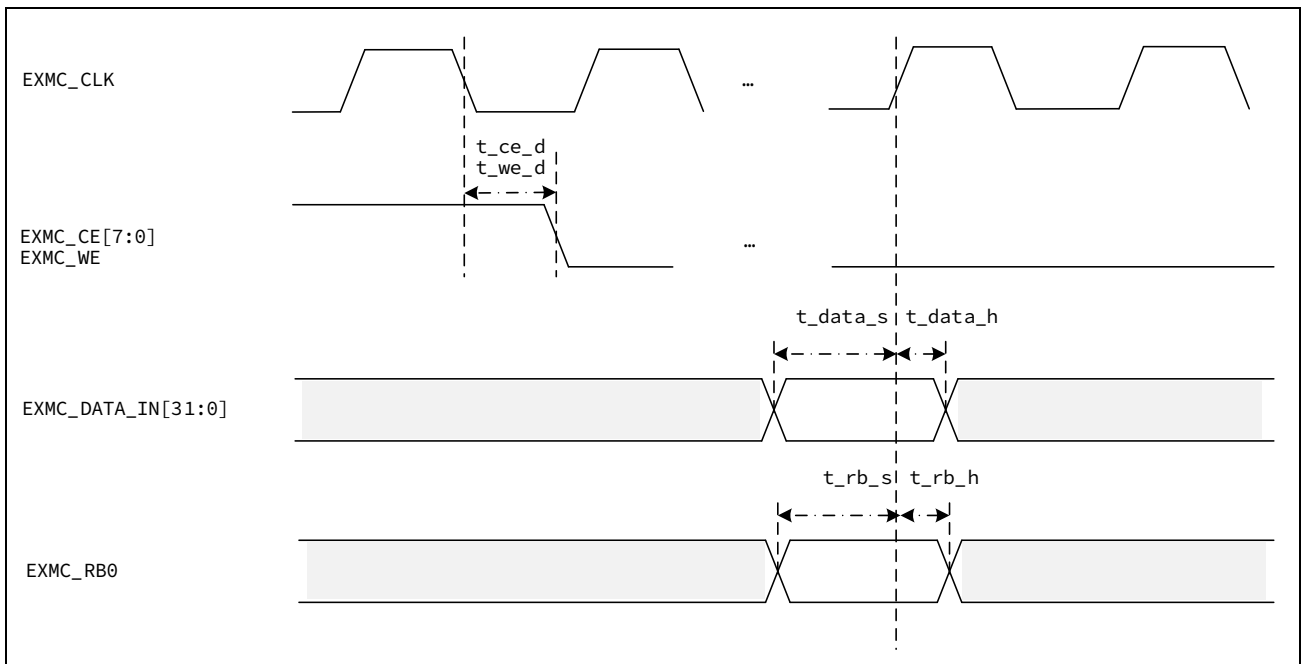 EXMC_CLK
…
t_ce_d
t_we_d
EXMC_CE[7:0]
EXMC_WE
…
t_data_s t_data_h
EXMC_DATA_IN[31:0]
t_rb_s t_rb_h
EXMC_RB0